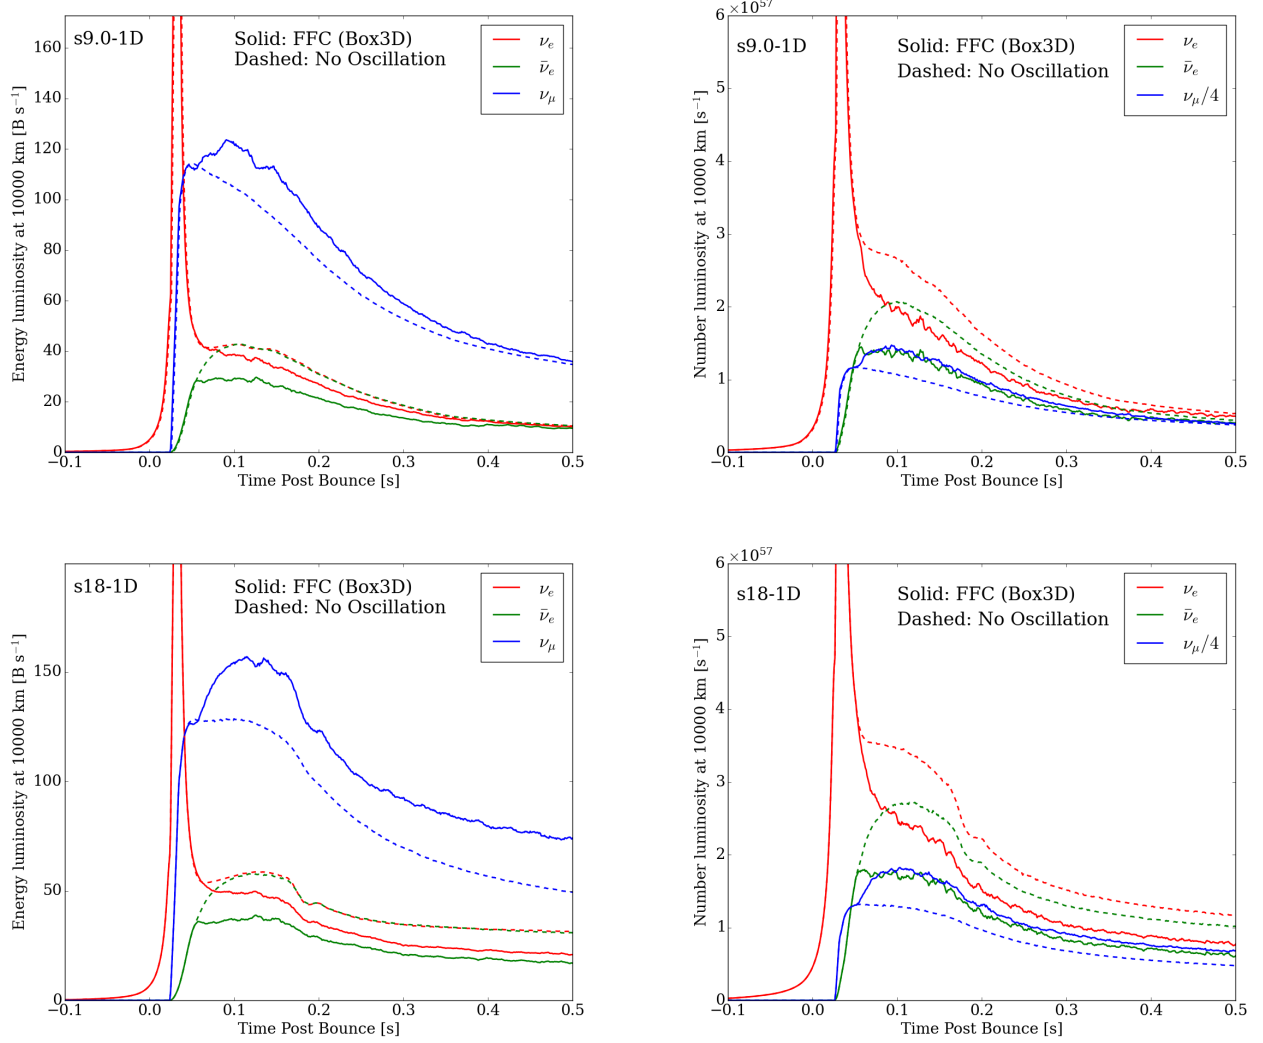 s9.0-1D
Solid: FFC (Box3D)
Dashed: No Oscillation
ν_e
ν̄_e
ν_μ
160
140
120
100
80
60
40
20
0
−0.1 0.0 0.1 0.2 0.3 0.4 0.5
Time Post Bounce [s]
Energy luminosity at 10000 km [B s⁻¹]
6 ×10⁵⁷
s9.0-1D
Solid: FFC (Box3D)
Dashed: No Oscillation
ν_e
ν̄_e
ν_μ/4
5
4
3
2
1
0
−0.1 0.0 0.1 0.2 0.3 0.4 0.5
Time Post Bounce [s]
Number luminosity at 10000 km [s⁻¹]
s18-1D
Solid: FFC (Box3D)
Dashed: No Oscillation
ν_e
ν̄_e
ν_μ
150
100
50
0
−0.1 0.0 0.1 0.2 0.3 0.4 0.5
Time Post Bounce [s]
Energy luminosity at 10000 km [B s⁻¹]
6 ×10⁵⁷
s18-1D
Solid: FFC (Box3D)
Dashed: No Oscillation
ν_e
ν̄_e
ν_μ/4
5
4
3
2
1
0
−0.1 0.0 0.1 0.2 0.3 0.4 0.5
Time Post Bounce [s]
Number luminosity at 10000 km [s⁻¹]